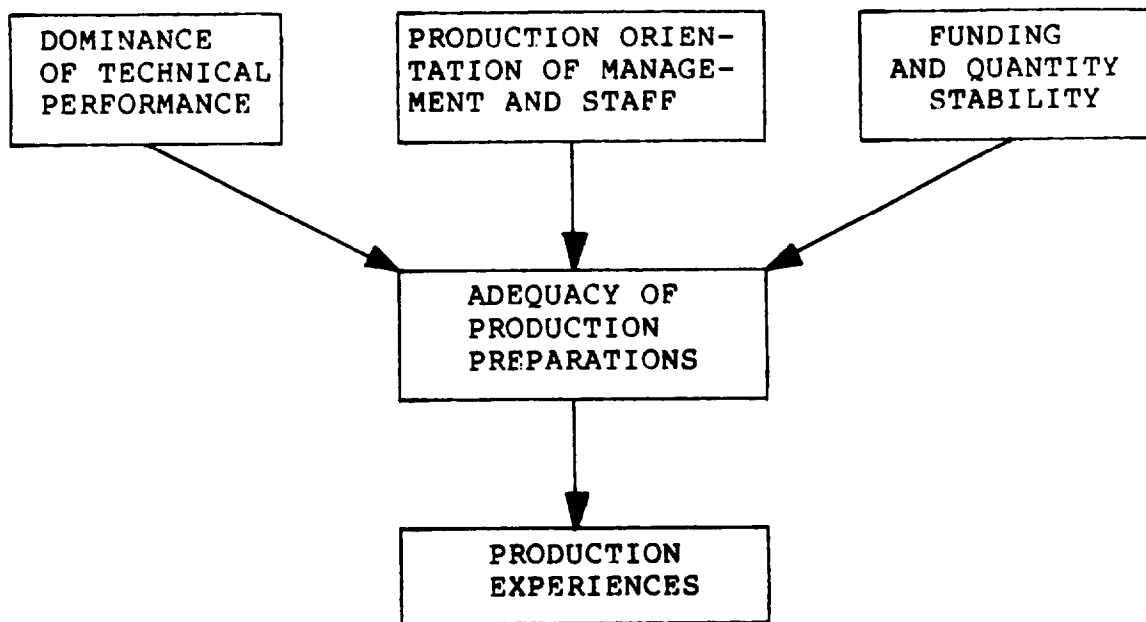 DOMINANCE
OF TECHNICAL
PERFORMANCE
PRODUCTION ORIEN-
TATION OF MANAGE-
MENT AND STAFF
FUNDING
AND QUANTITY
STABILITY
ADEQUACY OF
PRODUCTION
PREPARATIONS
PRODUCTION
EXPERIENCES